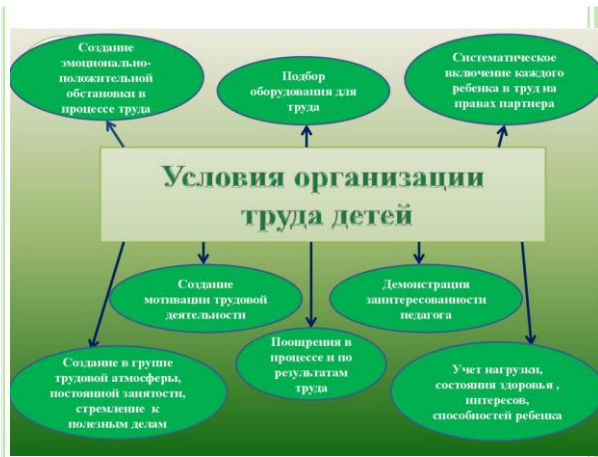 Создание
эмоционально-
положительной
обстановки в
процессе труда
Подбор
оборудования для
труда
Систематическое
включение каждого
ребенка в труд на
правах партнера
Условия организации
труда детей
Создание
мотивации трудовой
деятельности
Демонстрация
заинтересованности
педагога
Создание в группе
трудовой атмосферы,
постоянной занятости,
стремление к
полезным делам
Поощрения в
процессе и по
результатам
труда
Учет нагрузки,
состояния здоровья ,
интересов,
способностей ребенка